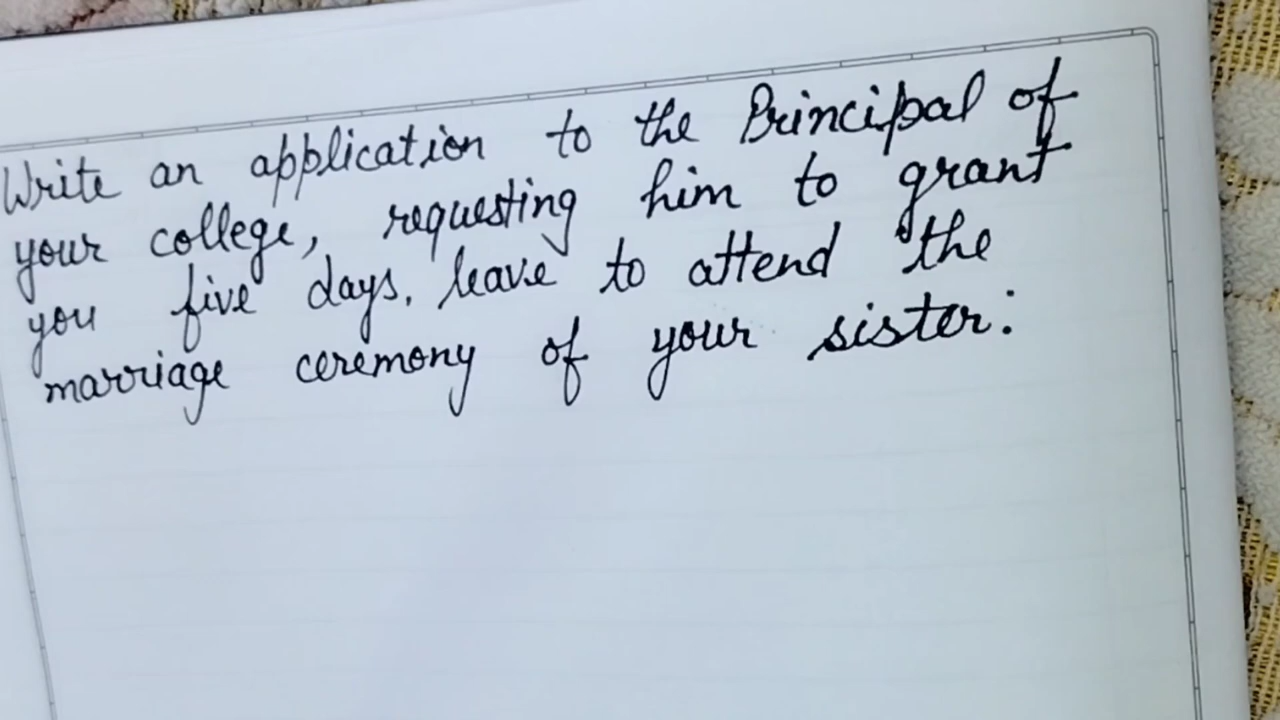 Write an application to the Principal of
your college, requesting him to grant
you five days, leave to attend the
marriage ceremony of your sister: